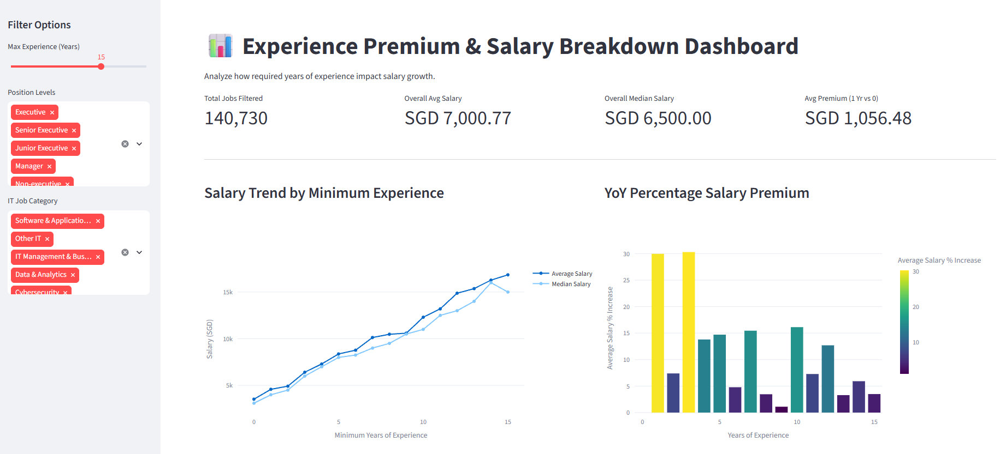 Filter Options
Max Experience (Years)
15
Position Levels
Executive ×
Senior Executive ×
Junior Executive ×
Manager ×
Non-executive ×
IT Job Category
Software & Applicatio... ×
Other IT ×
IT Management & Bus... ×
Data & Analytics ×
Cybersecurity ×
Experience Premium & Salary Breakdown Dashboard
Analyze how required years of experience impact salary growth.
Total Jobs Filtered
140,730
Overall Avg Salary
SGD 7,000.77
Overall Median Salary
SGD 6,500.00
Avg Premium (1 Yr vs 0)
SGD 1,056.48
Salary Trend by Minimum Experience
Average Salary
Median Salary
15k
10k
5k
Salary (SGD)
0 5 10 15
Minimum Years of Experience
YoY Percentage Salary Premium
30
25
20
15
10
5
0
Average Salary % Increase
0 5 10 15
Years of Experience
Average Salary % Increase
30
20
10